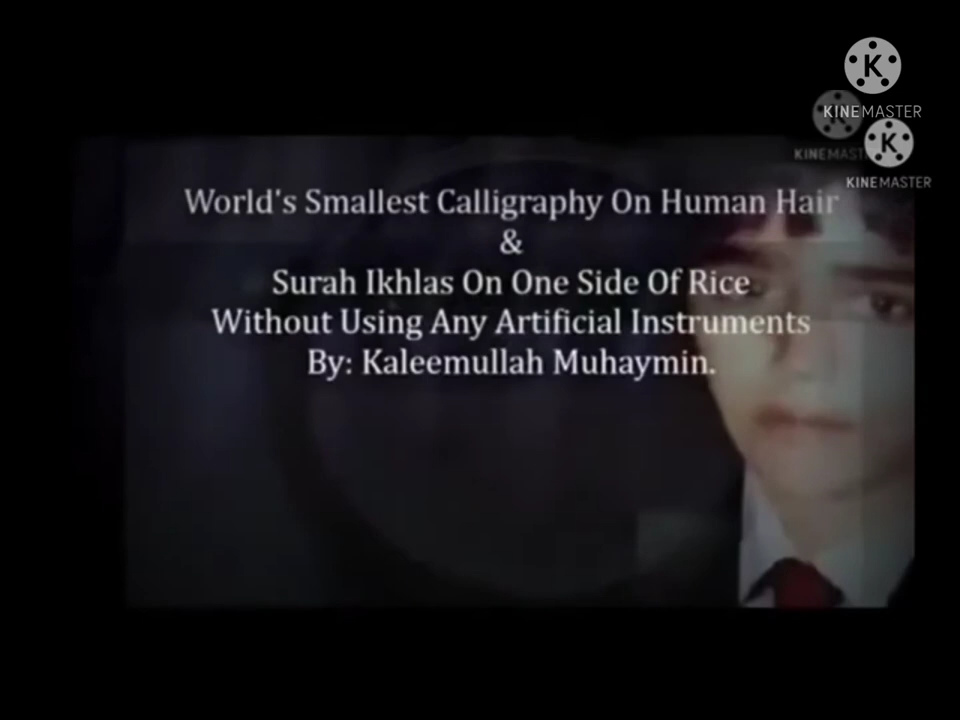 KINEMASTER
KINEMAST
KINEMASTER
World's Smallest Calligraphy On Human Hair
&
Surah Ikhlas On One Side Of Rice
Without Using Any Artificial Instruments
By: Kaleemullah Muhaymin.